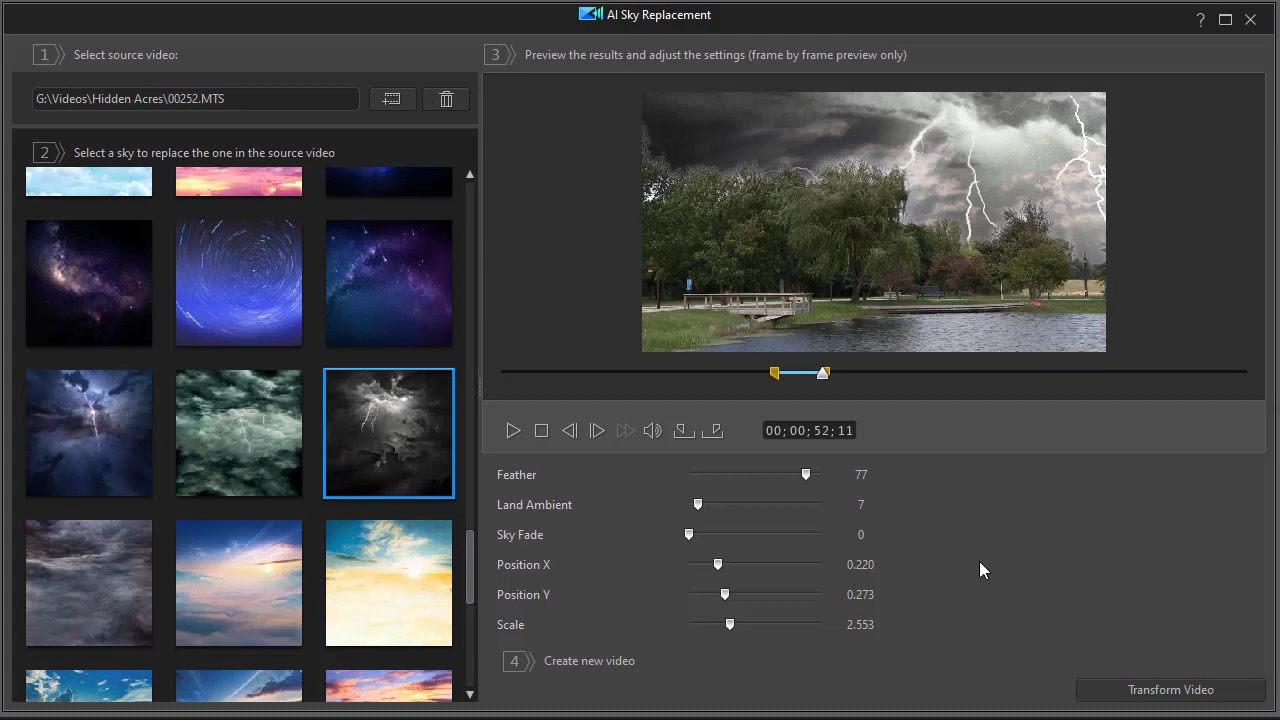 AI Sky Replacement
?
1 Select source video:
3 Preview the results and adjust the settings (frame by frame preview only)
G:\Videos\Hidden Acres\00252.MTS
2 Select a sky to replace the one in the source video
00; 00; 52; 11
Feather 77
Land Ambient 7
Sky Fade 0
Position X 0.220
Position Y 0.273
Scale 2.553
4 Create new video
Transform Video